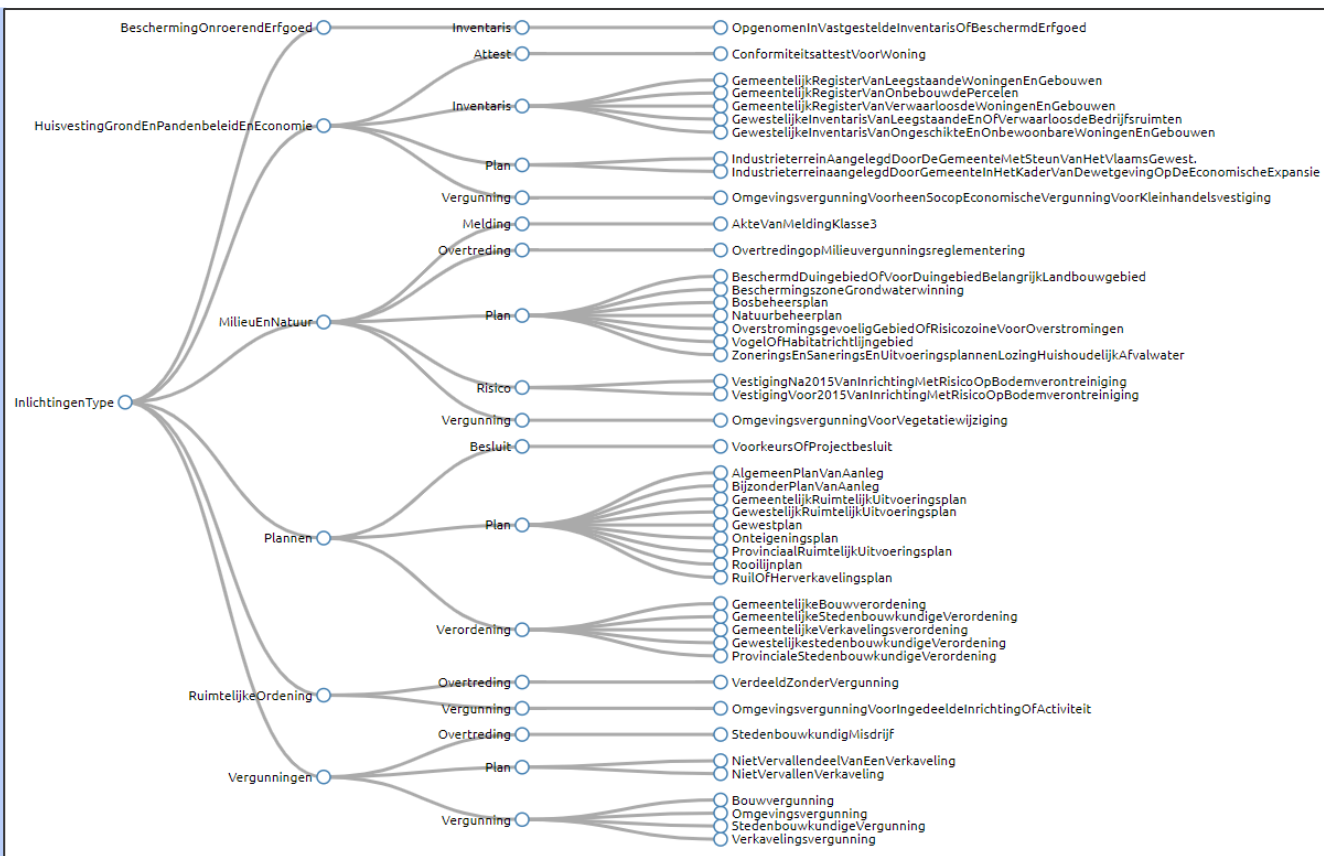 BeschermingOnroerendErfgoed Inventaris OpgenomenInVastgesteldeInventarisOfBeschermdErfgoed
Attest ConformiteitsattestVoorWoning
GemeentelijkRegisterVanLeegstaandeWoningenEnGebouwen
GemeentelijkRegisterVanOnbebouwdePercelen
Inventaris GemeentelijkRegisterVanVerwaarloosdeWoningenEnGebouwen
GewestelijkeInventarisVanLeegstaandeEnOfVerwaarloosdeBedrijfsruimten
HuisvestingGrondEnPandenbeleidEnEconomie
GewestelijkeInventarisVanOngeschikteEnOnbewoonbareWoningenEnGebouwen
IndustrieterreinAangelegdDoorDeGemeenteMetSteunVanHetVlaamsGewest.
Plan
IndustrieterreinaangelegdDoorGemeenteInHetKaderVanDewetgevingOpDeEconomischeExpansie
Vergunning OmgevingsvergunningVoorheenSocopEconomischeVergunningVoorKleinhandelsvestiging
Melding AkteVanMeldingKlasse3
Overtreding OvertredingopMilieuvergunningsreglementering
BeschermdDuingebiedOfVoorDuingebiedBelangrijkLandbouwgebied
BeschermingszoneGrondwaterwinning
Bosbeheersplan
Plan Natuurbeheerplan
MilieuEnNatuur
OverstromingsgevoeligGebiedOfRisicozoineVoorOverstromingen
VogelOfHabitatrichtlijngebied
ZoneringsEnSaneringsEnUitvoeringsplannenLozingHuishoudelijkAfvalwater
VestigingNa2015VanInrichtingMetRisicoOpBodemverontreiniging
Risico
VestigingVoor2015VanInrichtingMetRisicoOpBodemverontreiniging
InlichtingenType
Vergunning OmgevingsvergunningVoorVegetatiewijziging
Besluit VoorkeursOfProjectbesluit
AlgemeenPlanVanAanleg
BijzonderPlanVanAanleg
GemeentelijkRuimtelijkUitvoeringsplan
GewestelijkRuimtelijkUitvoeringsplan
Plan Gewestplan
Plannen Onteigeningsplan
ProvinciaalRuimtelijkUitvoeringsplan
Rooilijnplan
RuilOfHerverkavelingsplan
GemeentelijkeBouwverordening
GemeentelijkeStedenbouwkundigeVerordening
Verordening GemeentelijkeVerkavelingsverordening
GewestelijkestedenbouwkundigeVerordening
ProvincialeStedenbouwkundigeVerordening
Overtreding VerdeeldZonderVergunning
RuimtelijkeOrdening
Vergunning OmgevingsvergunningVoorIngedeeldeInrichtingOfActiviteit
Overtreding StedenbouwkundigMisdrijf
NietVervallendeelVanEenVerkaveling
Plan
NietVervallenVerkaveling
Vergunningen
Bouwvergunning
Omgevingsvergunning
Vergunning
StedenbouwkundigeVergunning
Verkavelingsvergunning